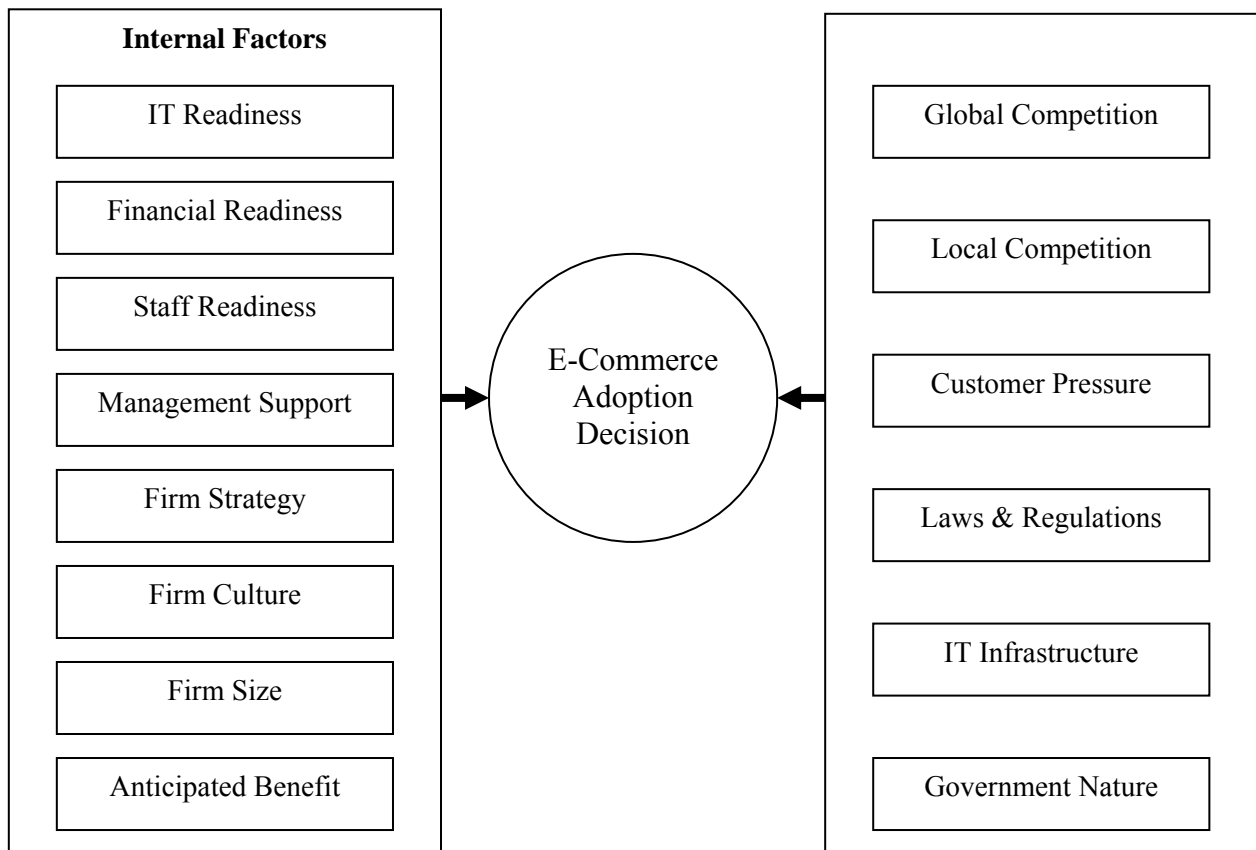 Internal Factors
IT Readiness
Financial Readiness
Staff Readiness
Management Support
Firm Strategy
Firm Culture
Firm Size
Anticipated Benefit
E-Commerce
Adoption
Decision
Global Competition
Local Competition
Customer Pressure
Laws & Regulations
IT Infrastructure
Government Nature